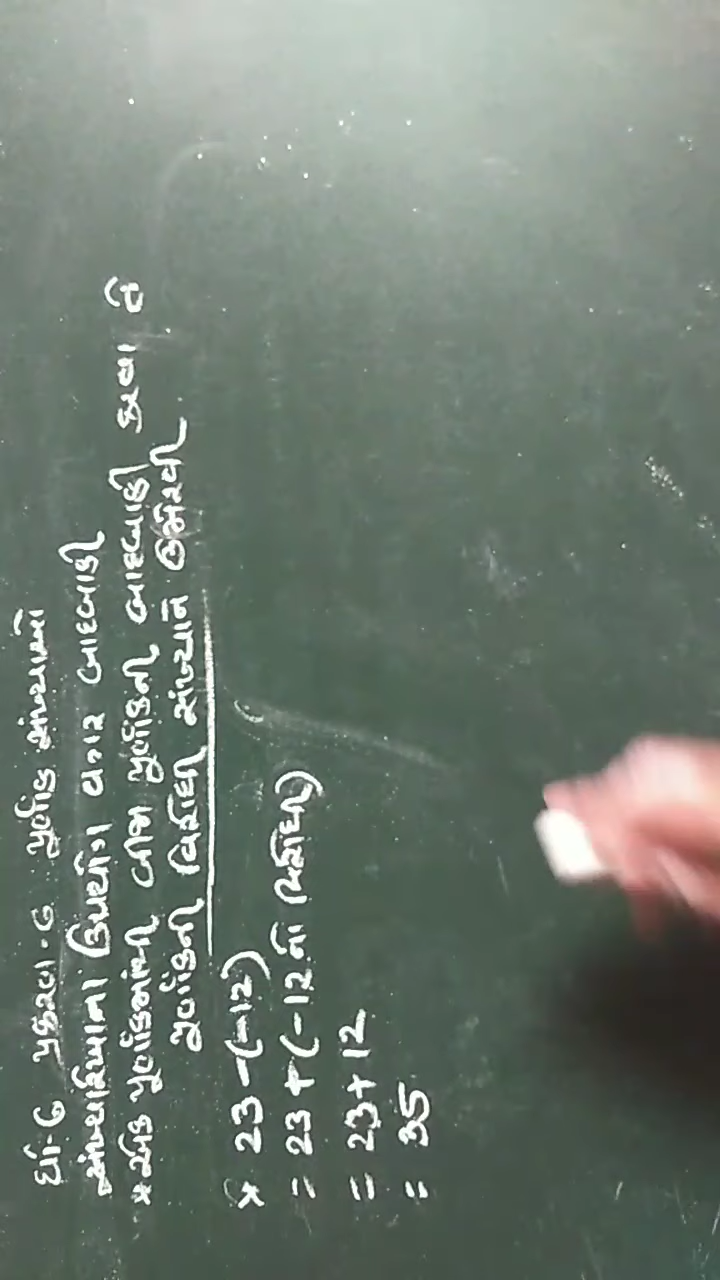 ધો-6 પ્રકરણ-6 : પૂર્ણાંક સંખ્યાઓ
સંખ્યારેખાના ઉપયોગ વગર બાદબાકી
* એક પૂર્ણાંકમાંથી બીજા પૂર્ણાંકની બાદબાકી કરવા તે
પૂર્ણાંકની વિરોધી સંખ્યાને ઉમેરવી.
* 23 - (-12)
= 23 + (-12 ના વિરોધી)
= 23 + 12
= 35